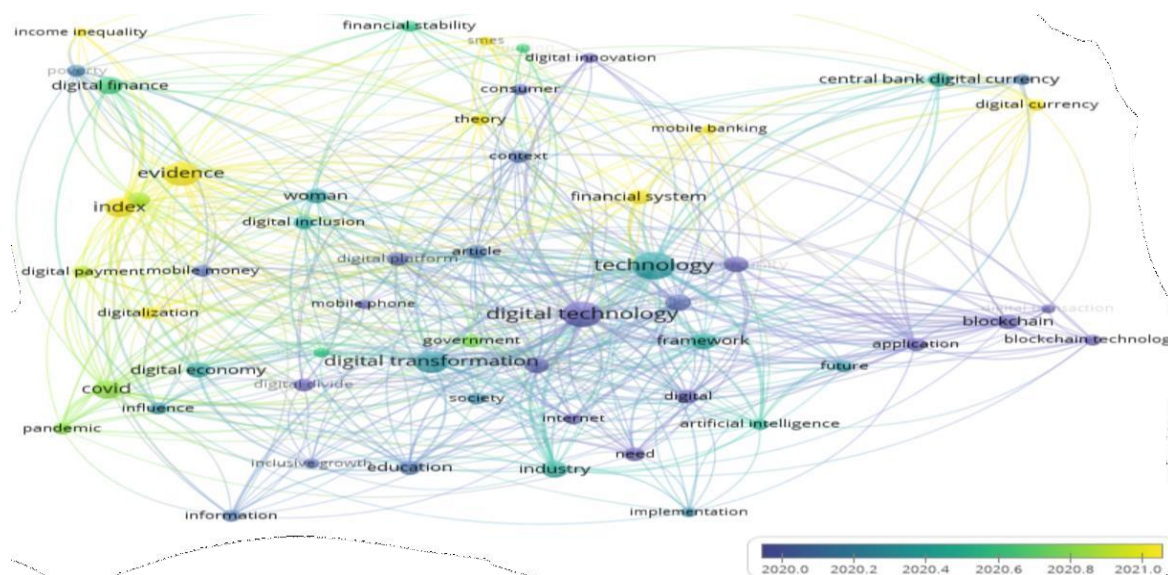 income inequality
financial stability
smes
digital innovation
poverty
digital finance
consumer
central bank digital currency
digital currency
theory
mobile banking
context
evidence
woman
financial system
index
digital inclusion
article
digital platform
technology
digital payment
mobile money
mobile phone
digital technology
digitalization
blockchain
government
framework
application
blockchain technolog
digital transformation
digital economy
future
digital divide
covid
society
digital
influence
internet
artificial intelligence
pandemic
need
inclusive growth
education
industry
information
implementation
2020.0 2020.2 2020.4 2020.6 2020.8 2021.0